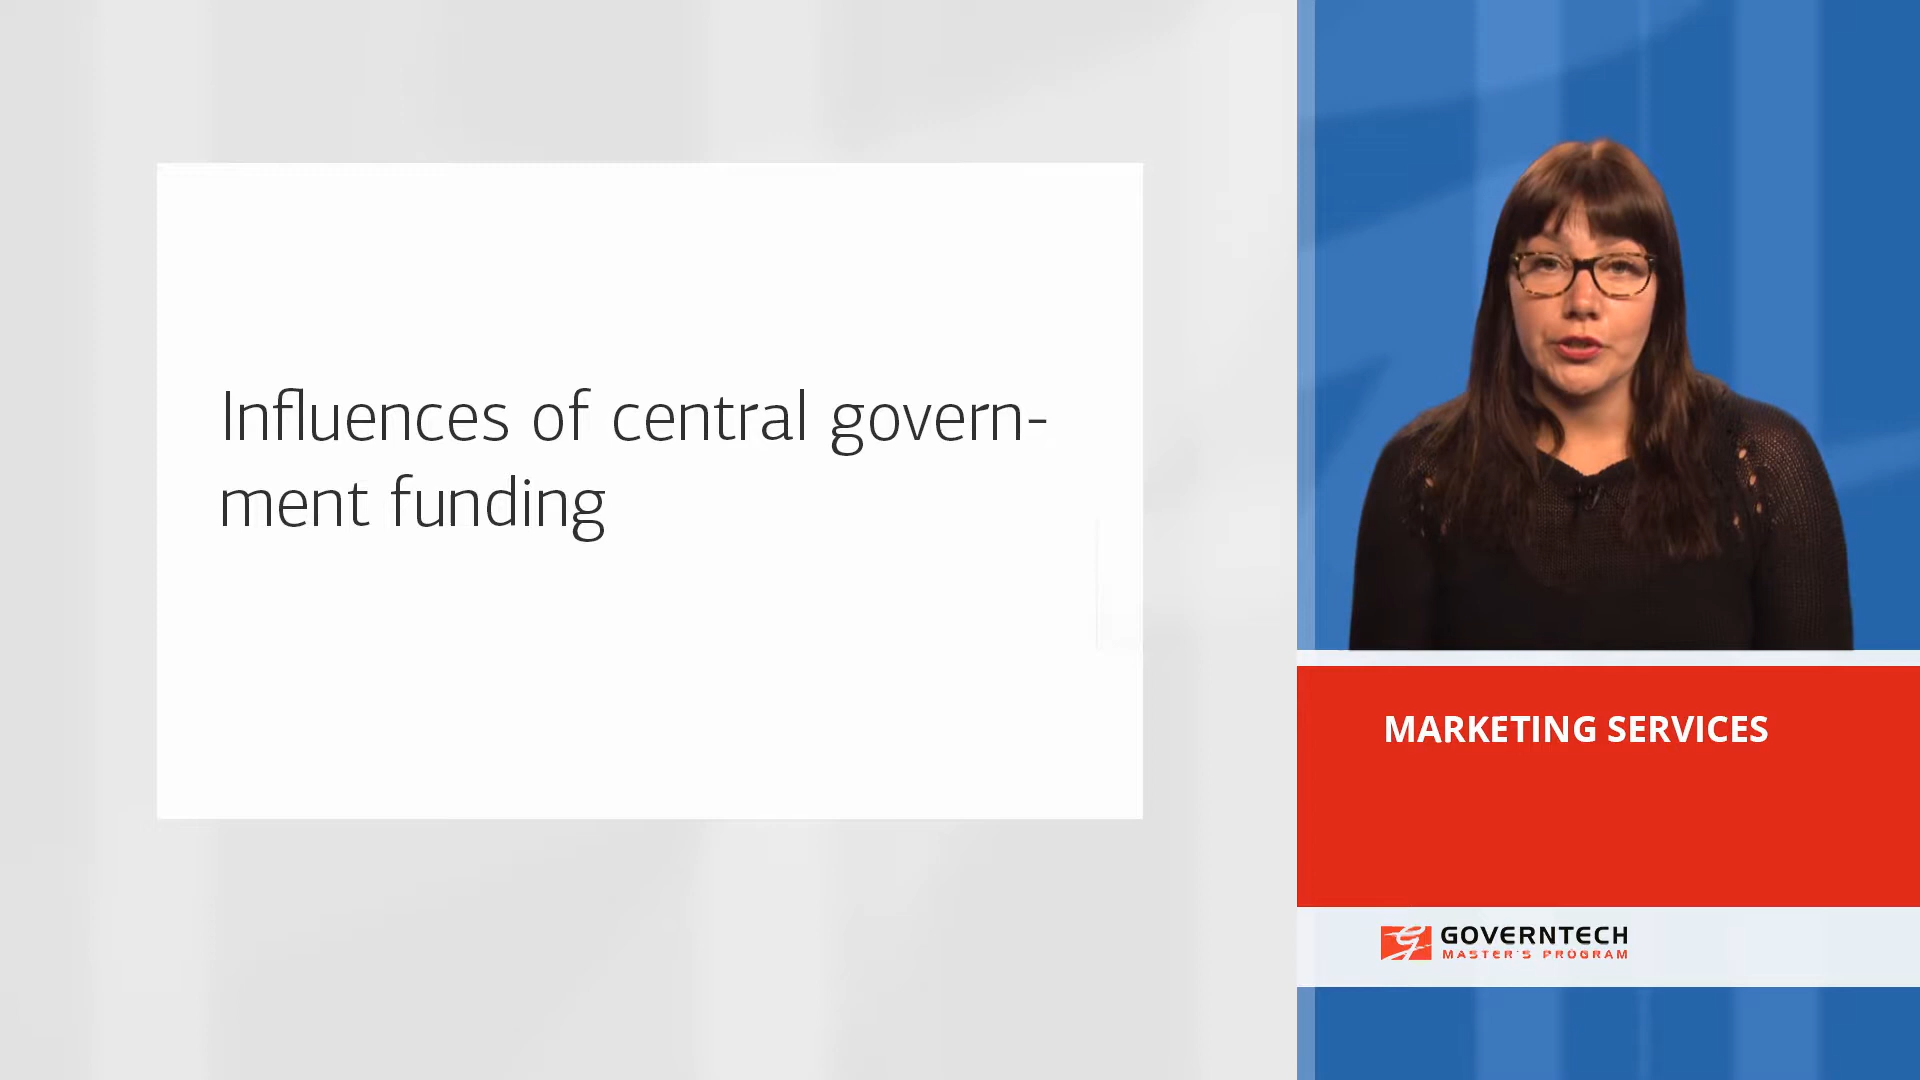 Influences of central govern-
ment funding
MARKETING SERVICES
GOVERNTECH
MASTER'S PROGRAM